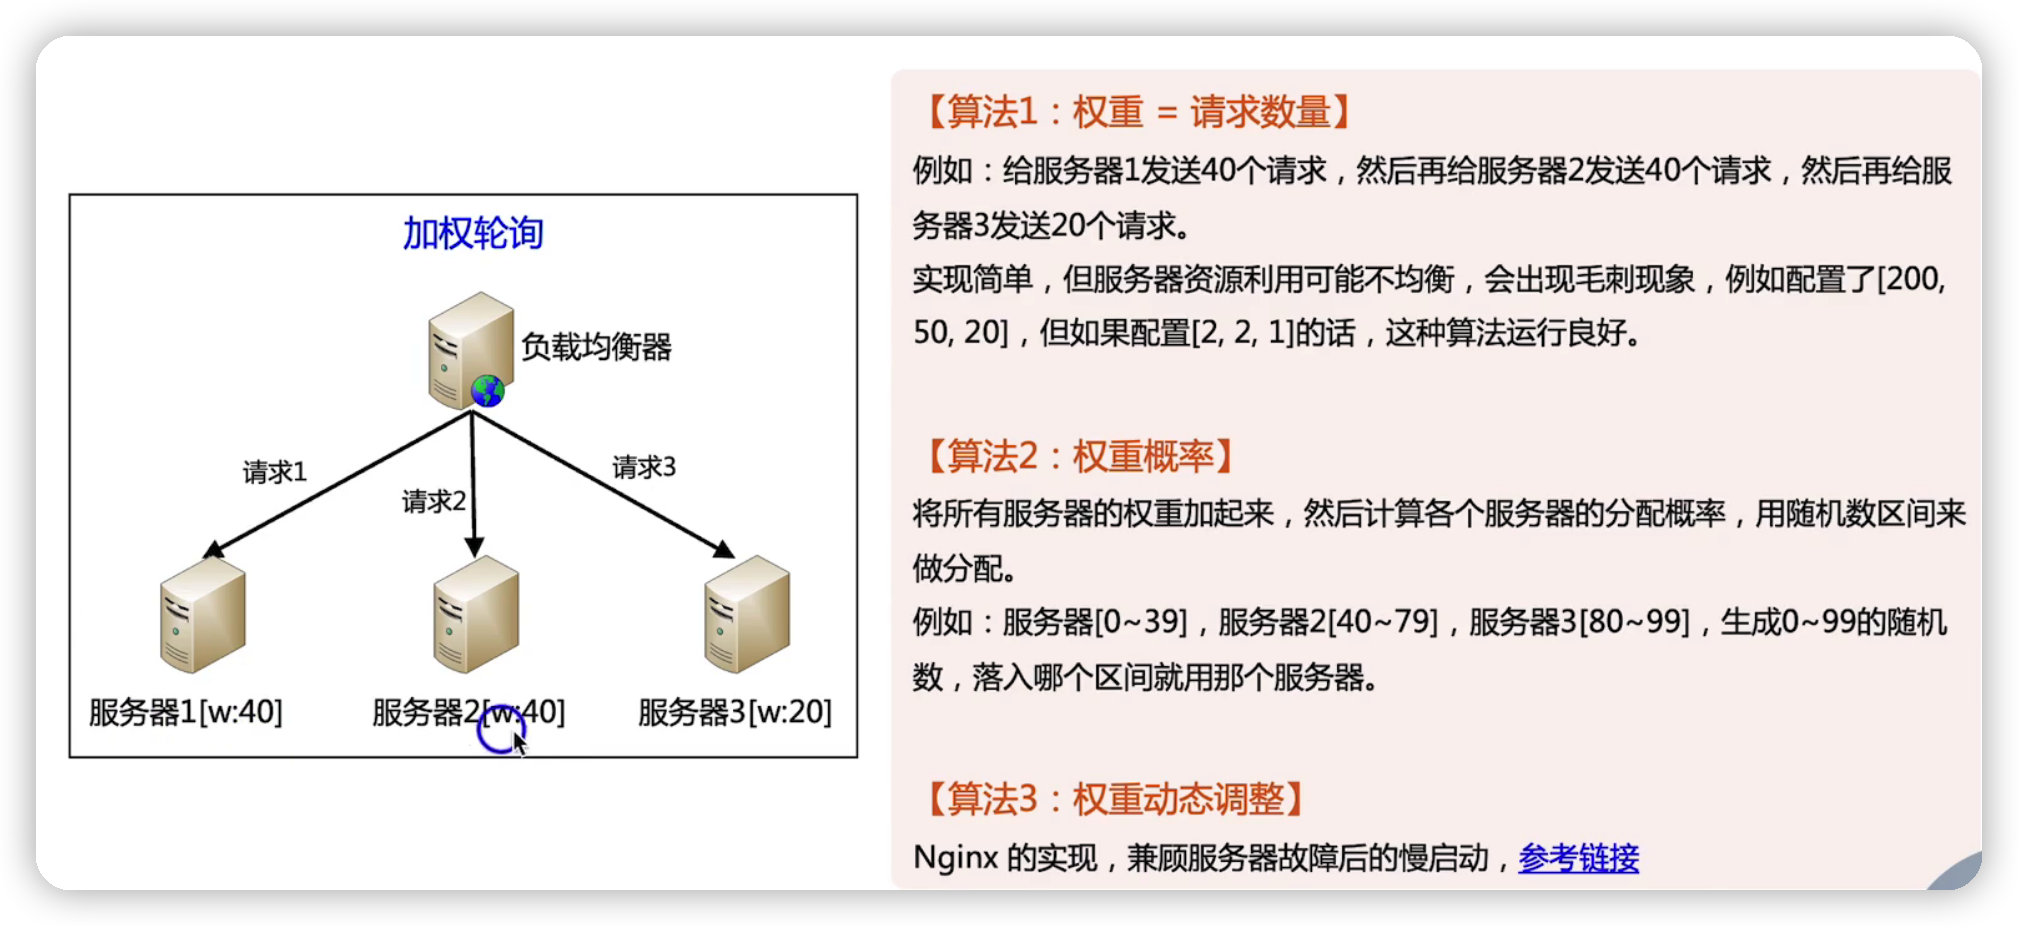 加权轮询
负载均衡器
请求1
请求2
请求3
服务器1[w:40]
服务器2[w:40]
服务器3[w:20]
【算法1：权重 = 请求数量】
例如：给服务器1发送40个请求，然后再给服务器2发送40个请求，然后再给服
务器3发送20个请求。
实现简单，但服务器资源利用可能不均衡，会出现毛刺现象，例如配置了[200,
50, 20]，但如果配置[2, 2, 1]的话，这种算法运行良好。
【算法2：权重概率】
将所有服务器的权重加起来，然后计算各个服务器的分配概率，用随机数区间来
做分配。
例如：服务器[0~39]，服务器2[40~79]，服务器3[80~99]，生成0~99的随机
数，落入哪个区间就用那个服务器。
【算法3：权重动态调整】
Nginx 的实现，兼顾服务器故障后的慢启动，参考链接